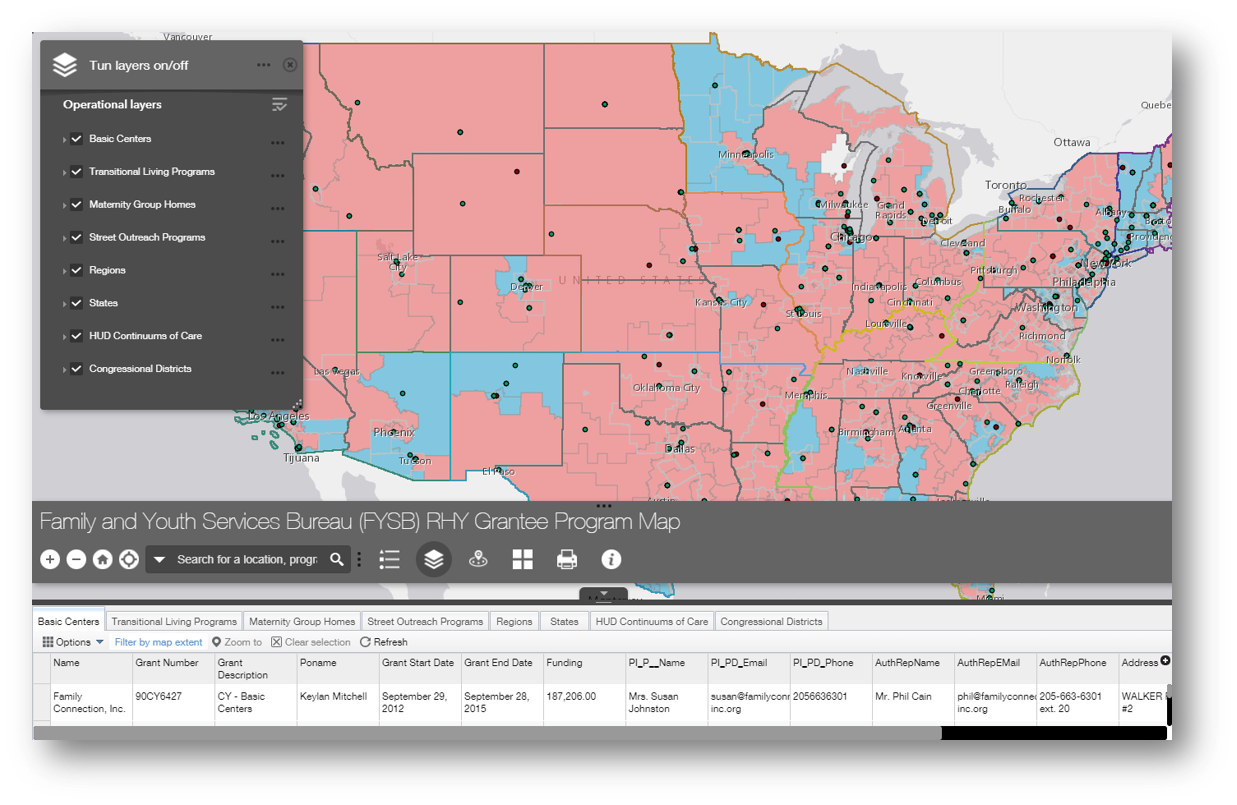 Vancouver
Tun layers on/off
Operational layers
Basic Centers
Transitional Living Programs
Maternity Group Homes
Street Outreach Programs
Regions
States
HUD Continuums of Care
Congressional Districts
Quebe
Ottawa
Minneapolis
Toronto
Rochester
Buffalo
Albany
Milwaukee
Grand
Rapids
Detroit
Boston
Providence
Chicago
Cleveland
Salt Lake
City
New York
Pittsburgh
UNITED STATES
Denver
Philadelphia
Indianapolis
Columbus
Kansas City
Cincinnati
Washington
St Louis
Louisville
Richmond
Norfolk
Las Vegas
Nashville
Knoxville
Greensboro
Oklahoma City
Raleigh
Memphis
Charlotte
Greenville
Los Angeles
Phoenix
Birmingham
Atlanta
Dallas
Tijuana
Tucson
El Paso
Austin
Jacksonville
Family and Youth Services Bureau (FYSB) RHY Grantee Program Map
Search for a location, progr
Monterrey
Miami
Basic Centers Transitional Living Programs Maternity Group Homes Street Outreach Programs Regions States HUD Continuums of Care Congressional Districts
Options Filter by map extent Zoom to Clear selection Refresh
Name Grant Number Grant Poname Grant Start Date Grant End Date Funding PI_P__Name PI_PD_Email PI_PD_Phone AuthRepName AuthRepEMail AuthRepPhone Address
Description
Family 90CY6427 CY - Basic Keylan Mitchell September 29, September 28, 187,206.00 Mrs. Susan susan@familyconr 2056636301 Mr. Phil Cain phil@familyconnec 205-663-6301 WALKER
Connection, Inc. Centers 2012 2015 Johnston inc.org inc.org ext. 20 #2